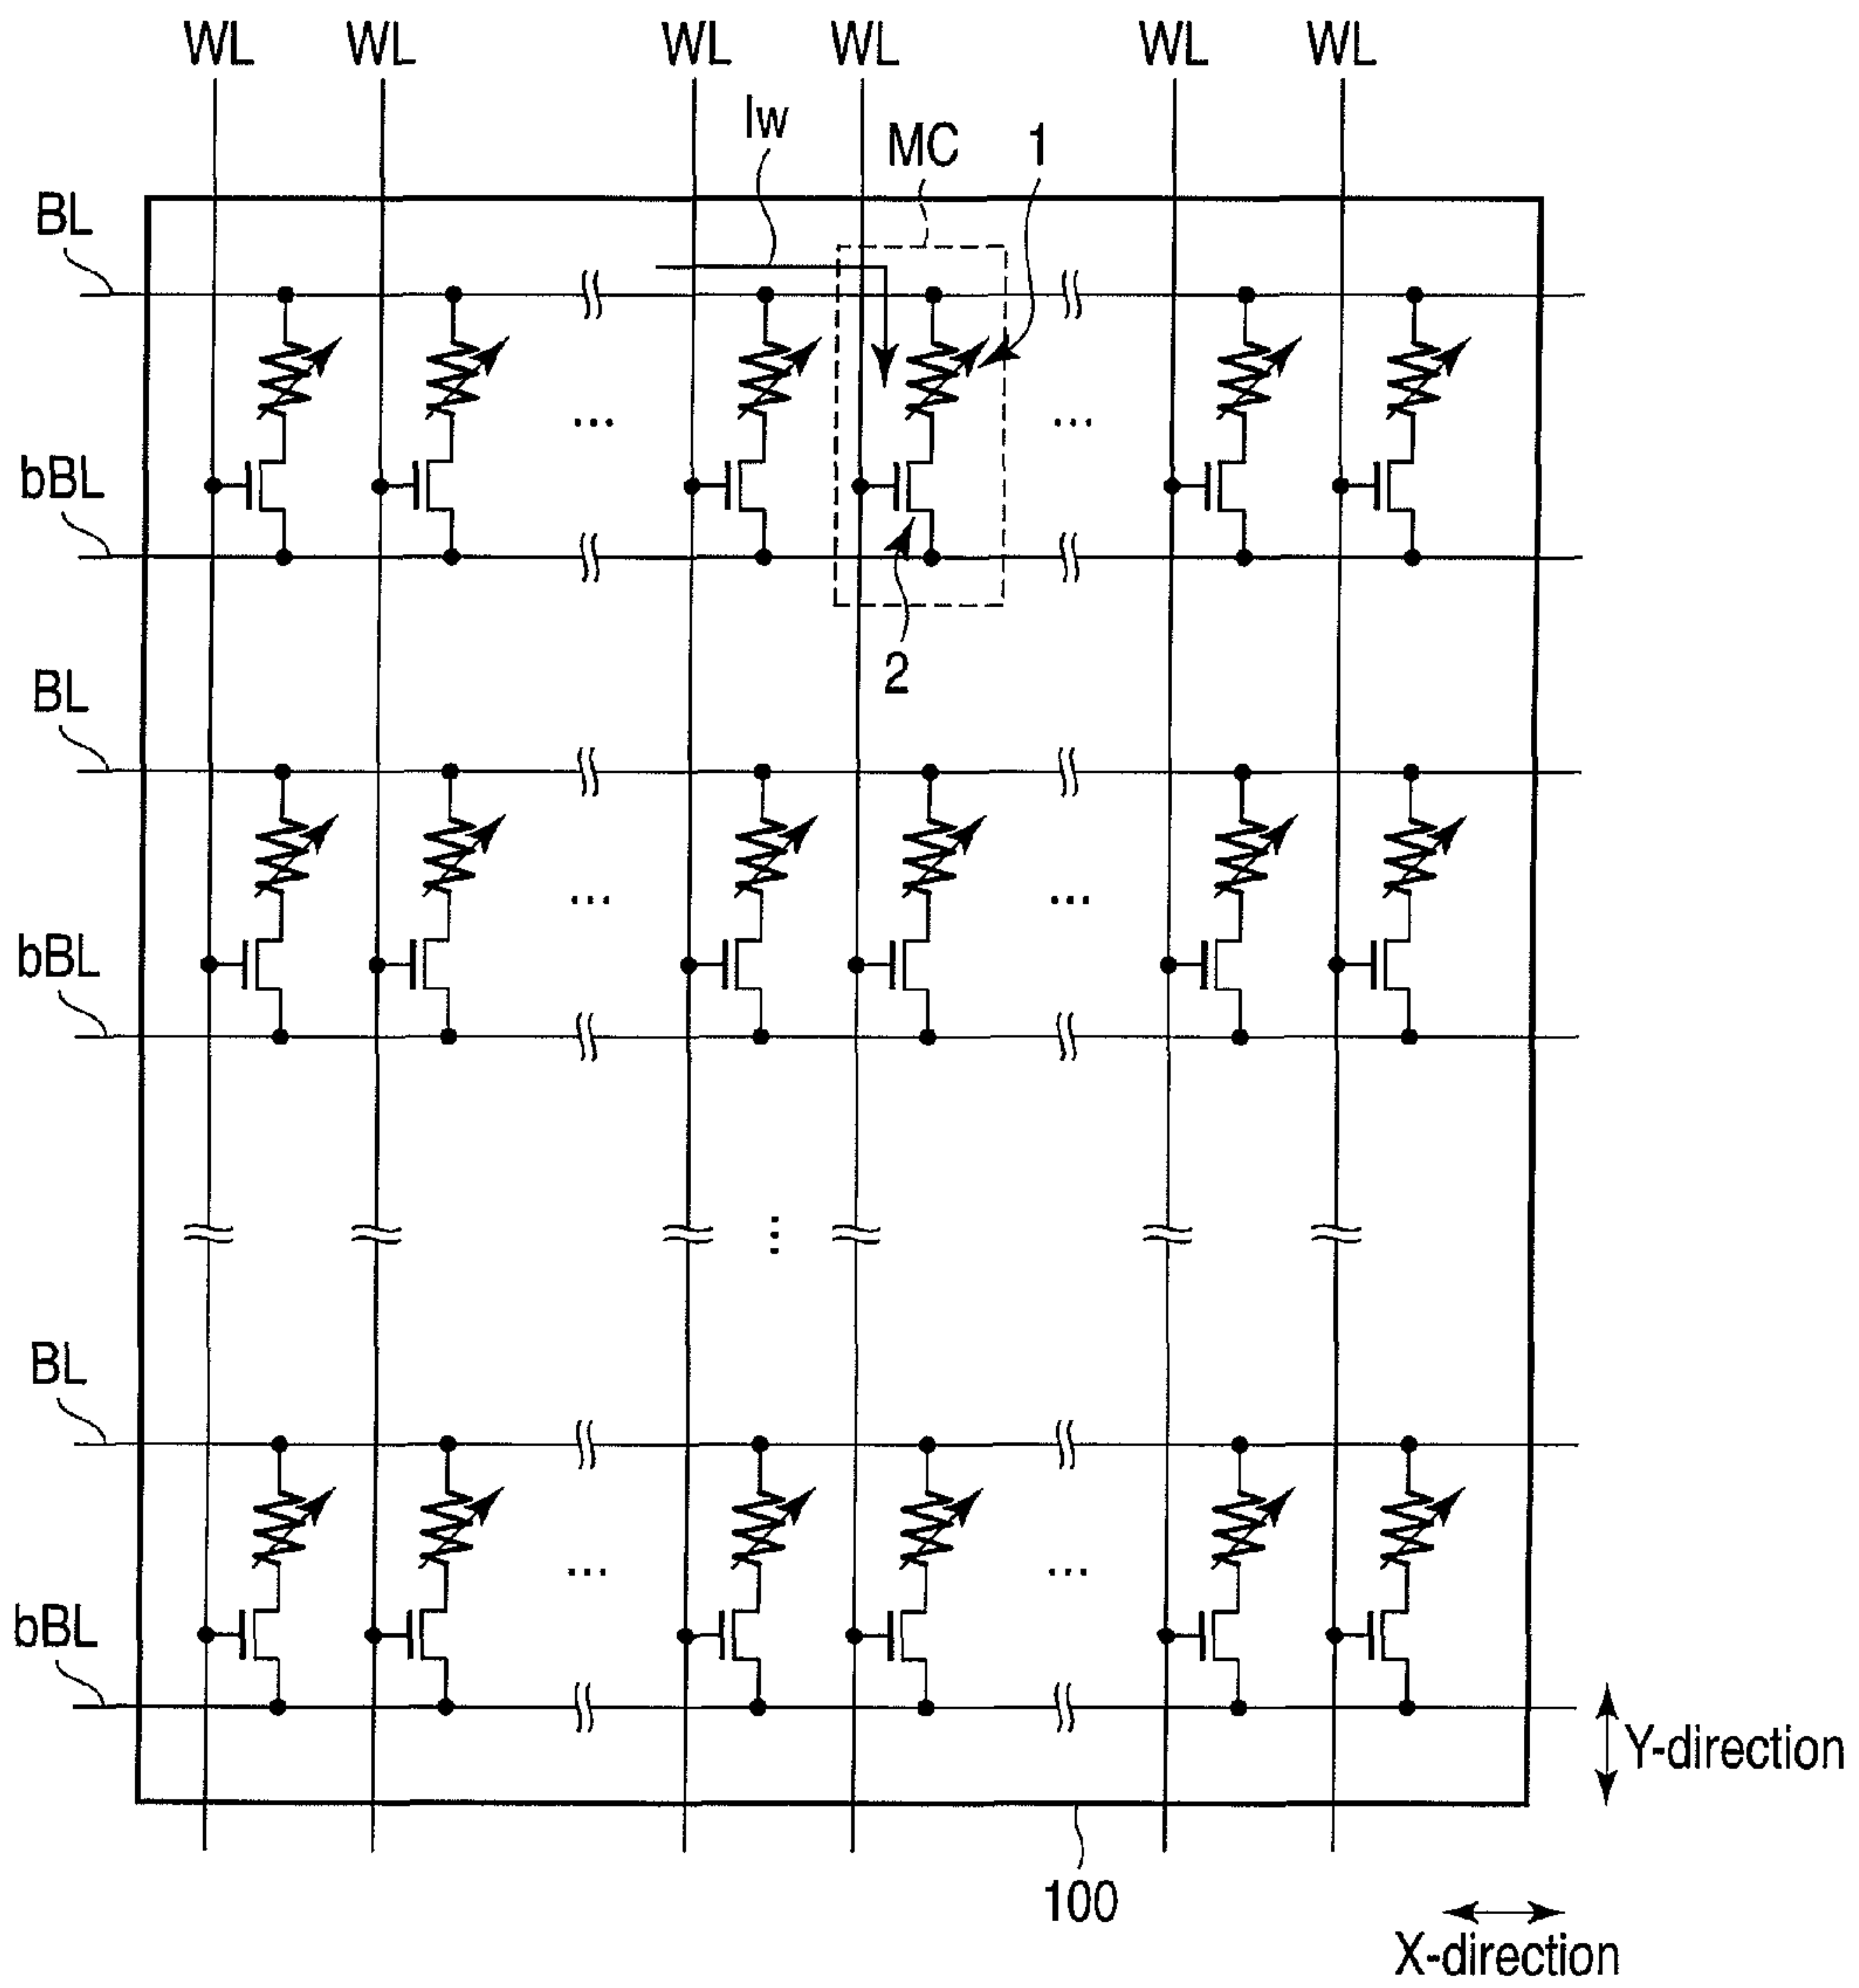 WL WL WL WL WL WL
Iw MC 1
BL
bBL
2
BL
bBL
BL
bBL
Y-direction
100
X-direction